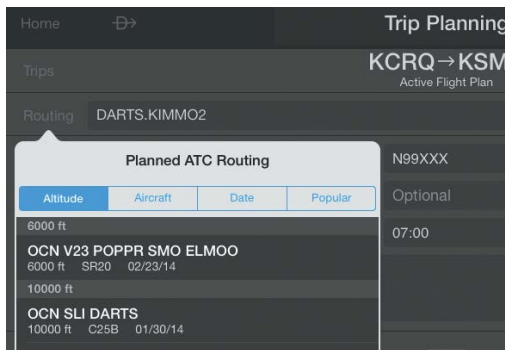 Home
Trip Planning
Trips
KCRQ→KSM
Active Flight Plan
Routing DARTS.KIMMO2
Planned ATC Routing
N99XXX
Altitude Aircraft Date Popular
Optional
6000 ft
07:00
OCN V23 POPPR SMO ELMOO
6000 ft SR20 02/23/14
10000 ft
OCN SLI DARTS
10000 ft C25B 01/30/14